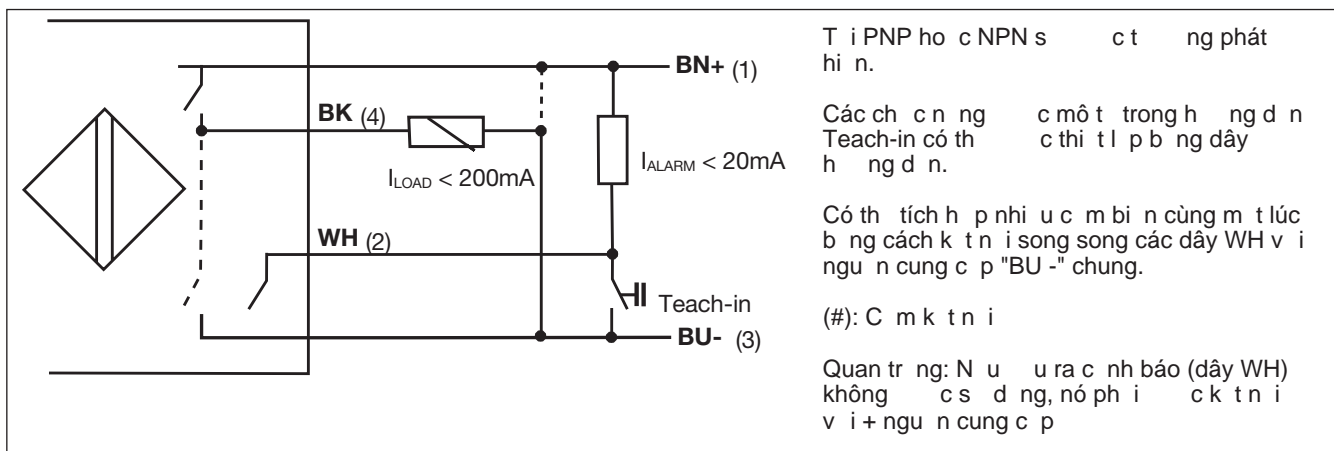 BN+ (1)
BK (4)
I_LOAD < 200mA
I_ALARM < 20mA
WH (2)
Teach-in
BU- (3)
T i PNP ho c NPN s c t ng phát
hi n.
Các ch c n ng c mô t trong h ng d n
Teach-in có th c thi t l p b ng dây
h ng d n.
Có th tích h p nhi u c m bi n cùng m t lúc
b ng cách k t n i song song các dây WH v i
ngu n cung c p "BU -" chung.
(#): C m k t n i
Quan tr ng: N u u ra c nh báo (dây WH)
không c s d ng, nó ph i c k t n i
v i + ngu n cung c p